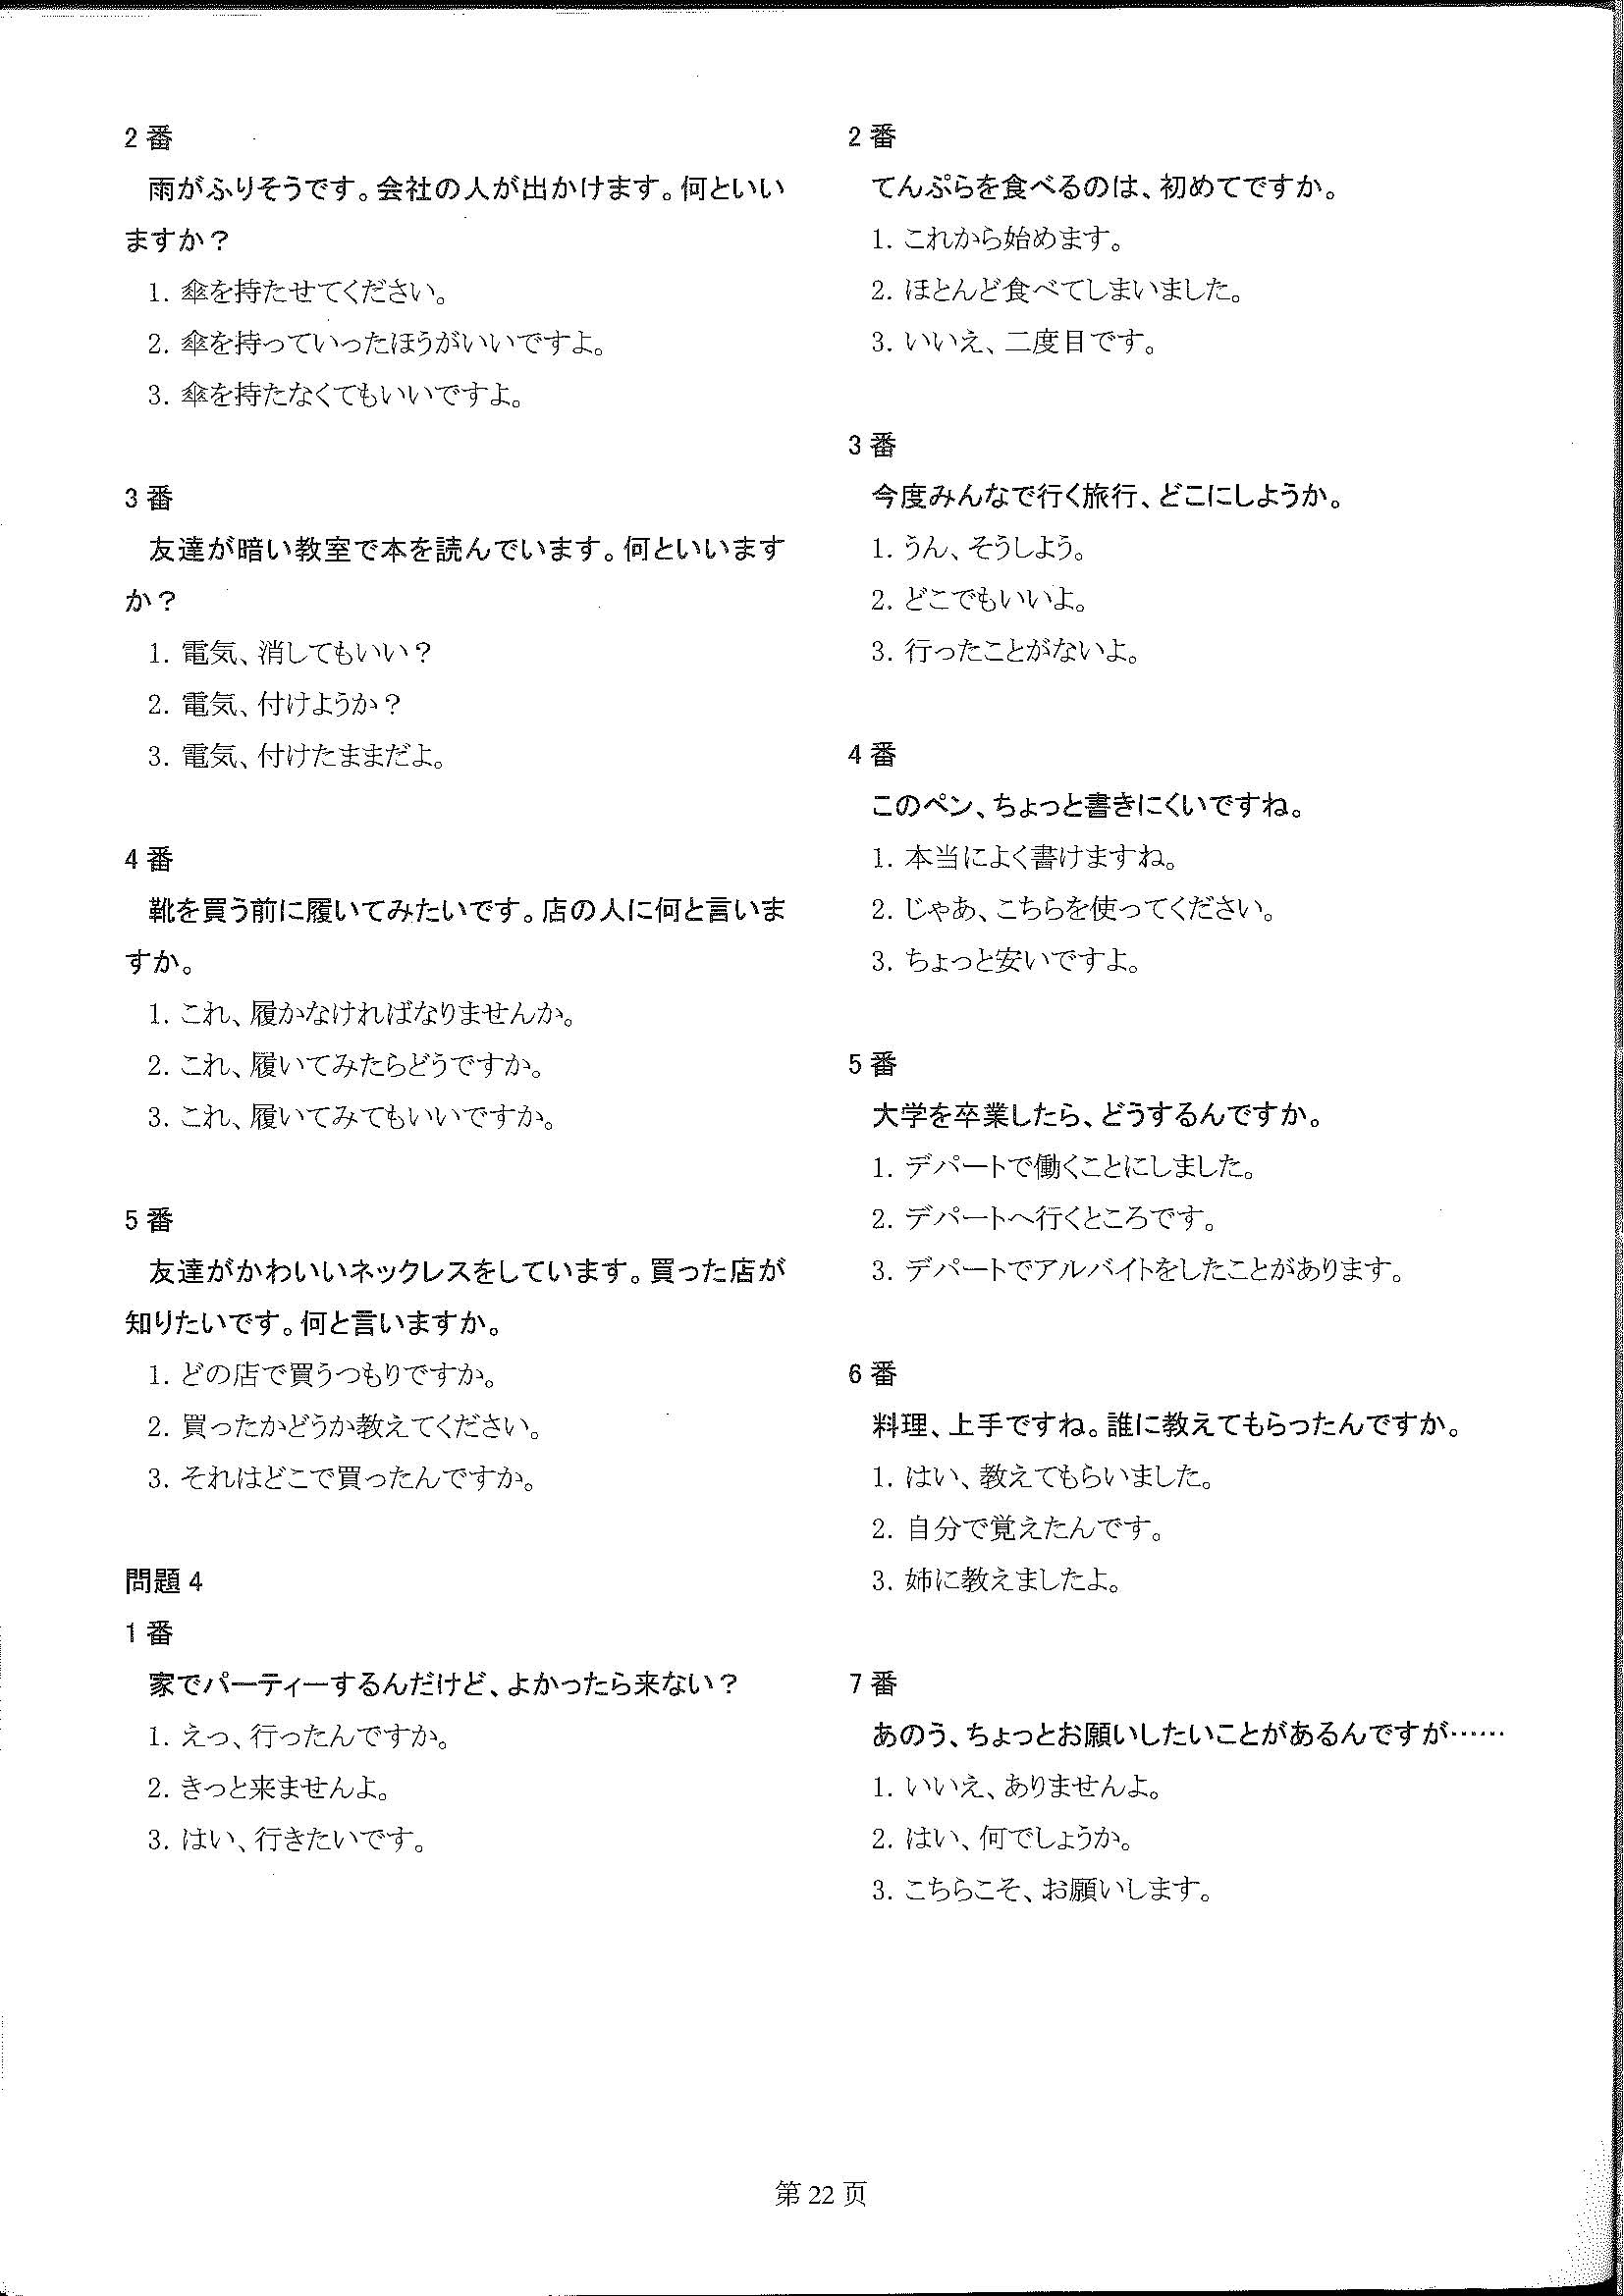 2 番
雨がふりそうです。会社の人が出かけます。何といい
ますか？
1. 傘を持たせてください。
2. 傘を持っていったほうがいいですよ。
3. 傘を持たなくてもいいですよ。
3 番
友達が暗い教室で本を読んでいます。何といいます
か？
1. 電気、消してもいい？
2. 電気、付けようか？
3. 電気、付けたままだよ。
4 番
靴を買う前に履いてみたいです。店の人に何と言いま
すか。
1. これ、履かなければなりませんか。
2. これ、履いてみたらどうですか。
3. これ、履いてみてもいいですか。
5 番
友達がかわいいネックレスをしています。買った店が
知りたいです。何と言いますか。
1. どの店で買うつもりですか。
2. 買ったかどうか教えてください。
3. それはどこで買ったんですか。
問題 4
1 番
家でパーティーするんだけど、よかったら来ない？
1. えっ、行ったんですか。
2. きっと来ませんよ。
3. はい、行きたいです。
2 番
てんぷらを食べるのは、初めてですか。
1. これから始めます。
2. ほとんど食べてしまいました。
3. いいえ、二度目です。
3 番
今度みんなで行く旅行、どこにしようか。
1. うん、そうしよう。
2. どこでもいいよ。
3. 行ったことがないよ。
4 番
このペン、ちょっと書きにくいですね。
1. 本当によく書けますね。
2. じゃあ、こちらを使ってください。
3. ちょっと安いですよ。
5 番
大学を卒業したら、どうするんですか。
1. デパートで働くことにしました。
2. デパートへ行くところです。
3. デパートでアルバイトをしたことがあります。
6 番
料理、上手ですね。誰に教えてもらったんですか。
1. はい、教えてもらいました。
2. 自分で覚えたんです。
3. 姉に教えましたよ。
7 番
あのう、ちょっとお願いしたいことがあるんですが……
1. いいえ、ありませんよ。
2. はい、何でしょうか。
3. こちらこそ、お願いします。
第 22 页